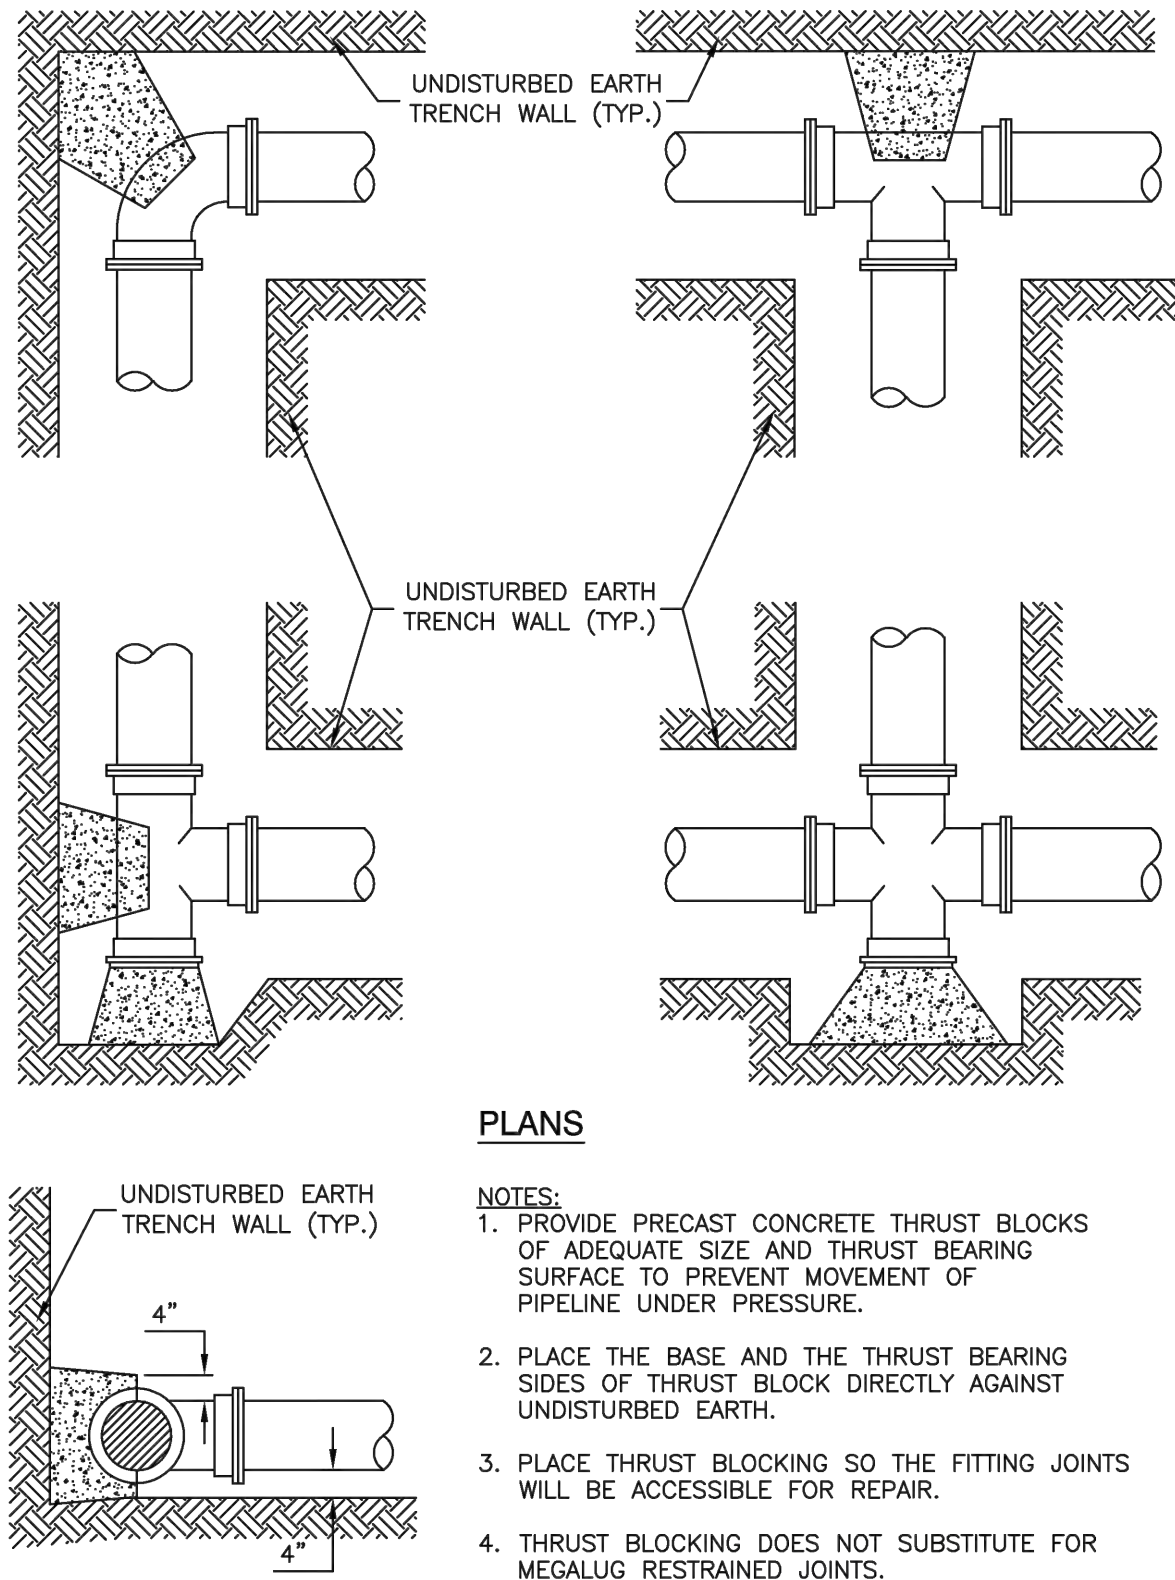 UNDISTURBED EARTH
TRENCH WALL (TYP.)
UNDISTURBED EARTH
TRENCH WALL (TYP.)
PLANS
UNDISTURBED EARTH
TRENCH WALL (TYP.)
4”
4”
NOTES:
1. PROVIDE PRECAST CONCRETE THRUST BLOCKS
OF ADEQUATE SIZE AND THRUST BEARING
SURFACE TO PREVENT MOVEMENT OF
PIPELINE UNDER PRESSURE.
2. PLACE THE BASE AND THE THRUST BEARING
SIDES OF THRUST BLOCK DIRECTLY AGAINST
UNDISTURBED EARTH.
3. PLACE THRUST BLOCKING SO THE FITTING JOINTS
WILL BE ACCESSIBLE FOR REPAIR.
4. THRUST BLOCKING DOES NOT SUBSTITUTE FOR
MEGALUG RESTRAINED JOINTS.